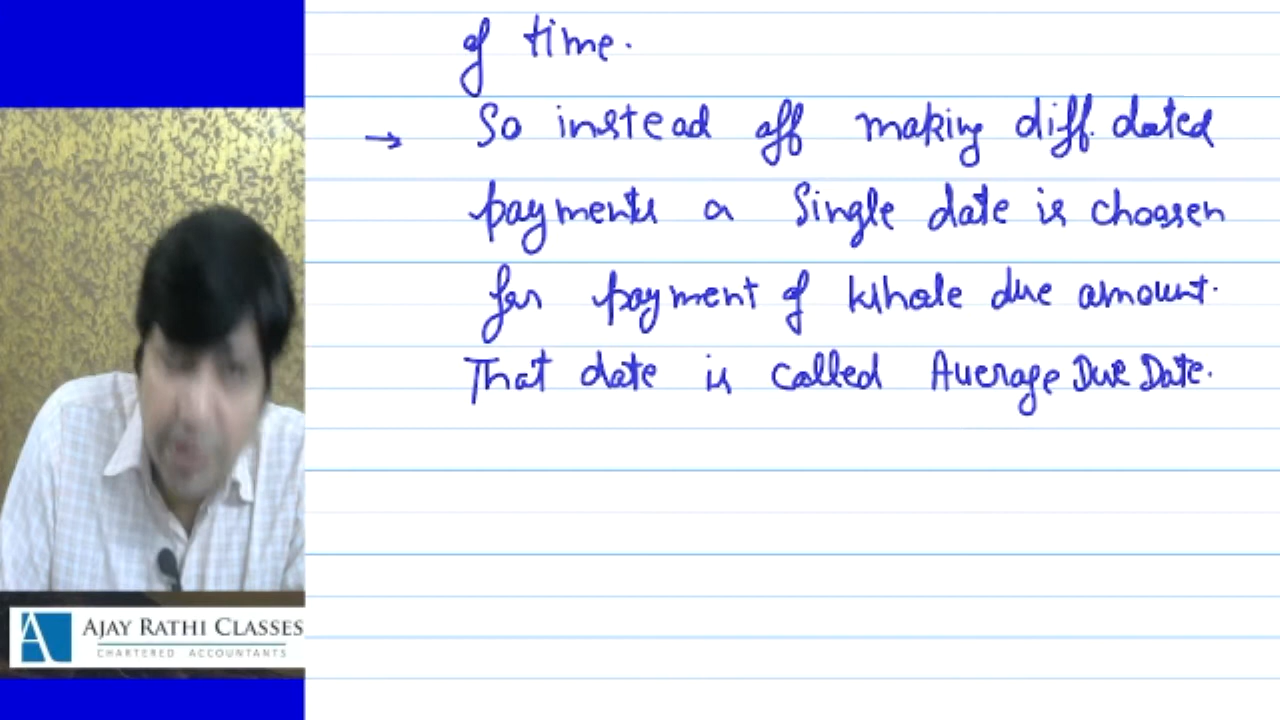 of time.
→ So instead off making diff. dated
payments a Single date is choosen
for payment of whole due amount.
That date is called Average Due Date.
AJAY RATHI CLASSES
CHARTERED ACCOUNTANTS